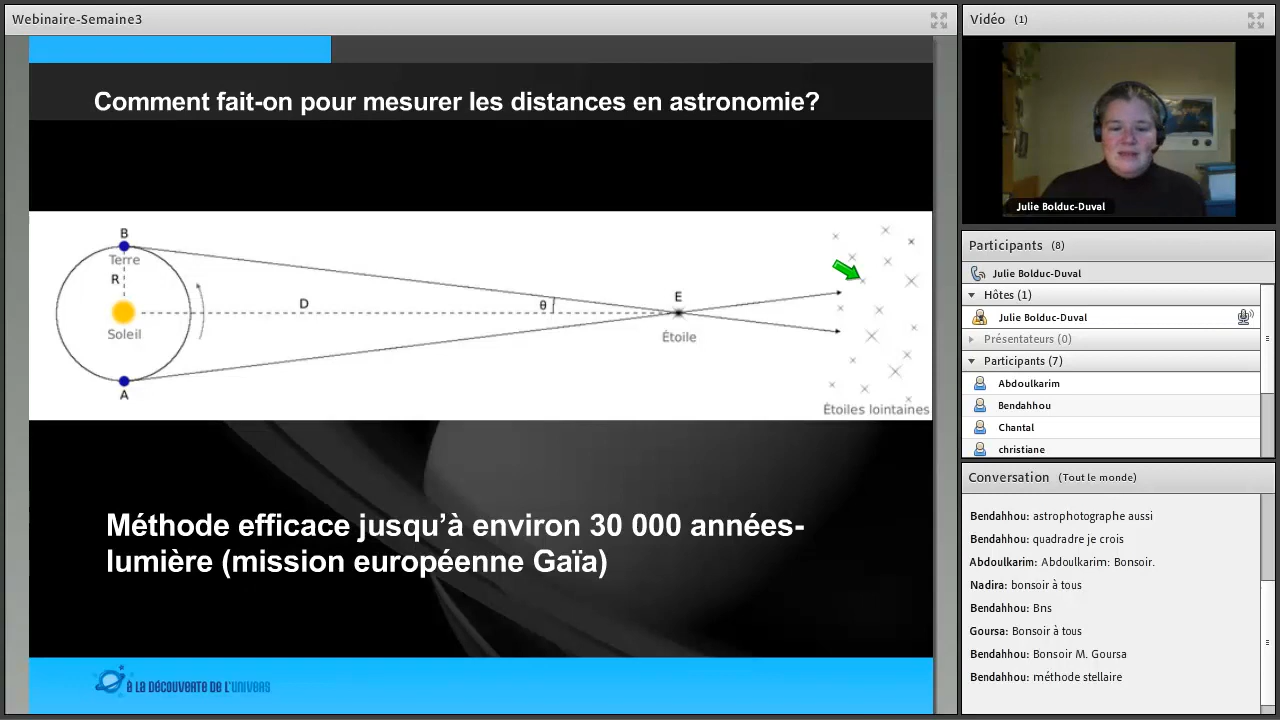 Webinaire-Semaine3
Comment fait-on pour mesurer les distances en astronomie?
B
Terre
R
D
θ
E
Soleil
Étoile
A
Étoiles lointaines
Méthode efficace jusqu’à environ 30 000 années-
lumière (mission européenne Gaïa)
À LA DÉCOUVERTE DE L'UNIVERS
Vidéo (1)
Julie Bolduc-Duval
Participants (8)
Julie Bolduc-Duval
Hôtes (1)
Julie Bolduc-Duval
Présentateurs (0)
Participants (7)
Abdoulkarim
Bendahhou
Chantal
christiane
Conversation (Tout le monde)
Bendahhou: astrophotographe aussi
Bendahhou: quadradre je crois
Abdoulkarim: Abdoulkarim: Bonsoir.
Nadira: bonsoir à tous
Bendahhou: Bns
Goursa: Bonsoir à tous
Bendahhou: Bonsoir M. Goursa
Bendahhou: méthode stellaire